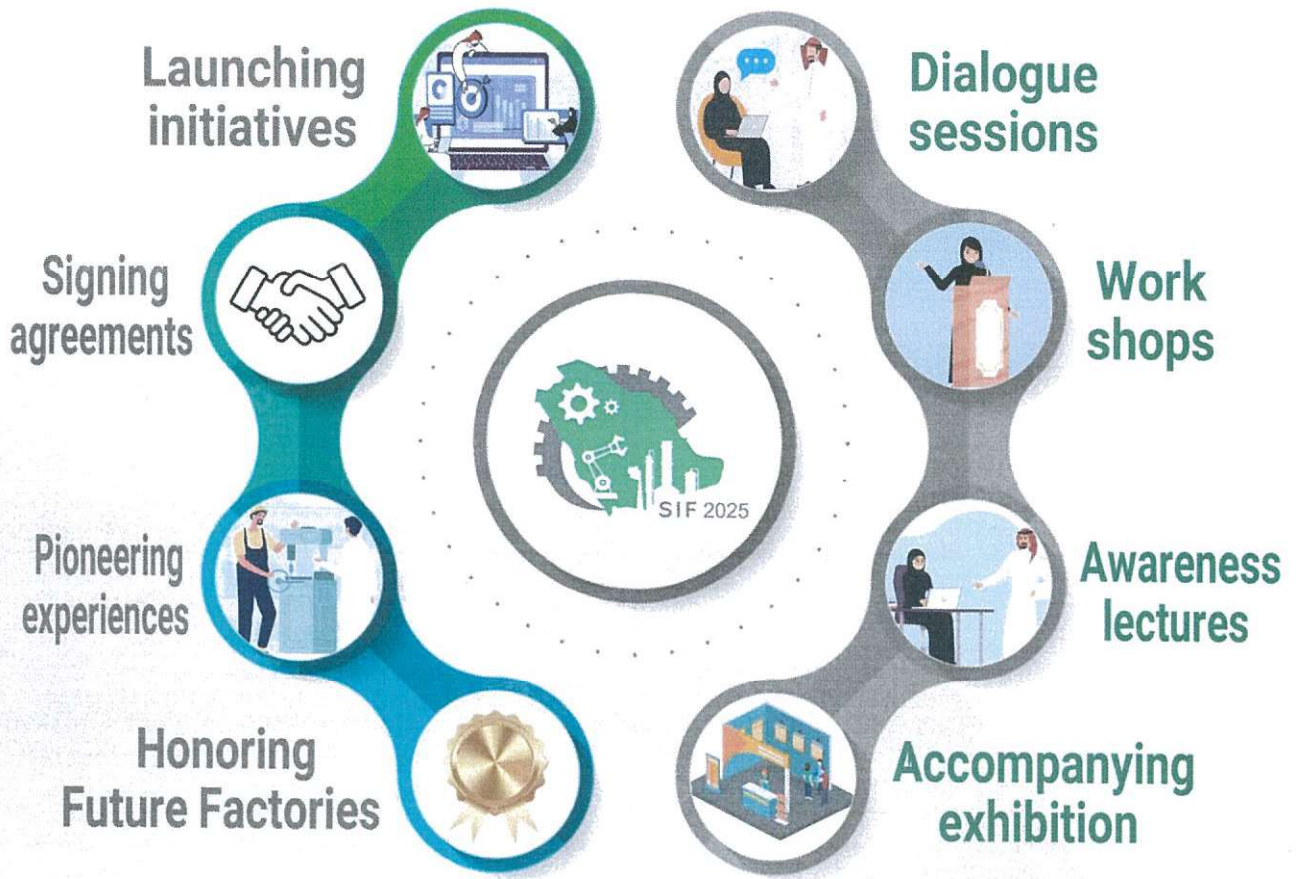 Launching
initiatives
Signing
agreements
Pioneering
experiences
Honoring
Future Factories
SIF 2025
Dialogue
sessions
Work
shops
Awareness
lectures
Accompanying
exhibition